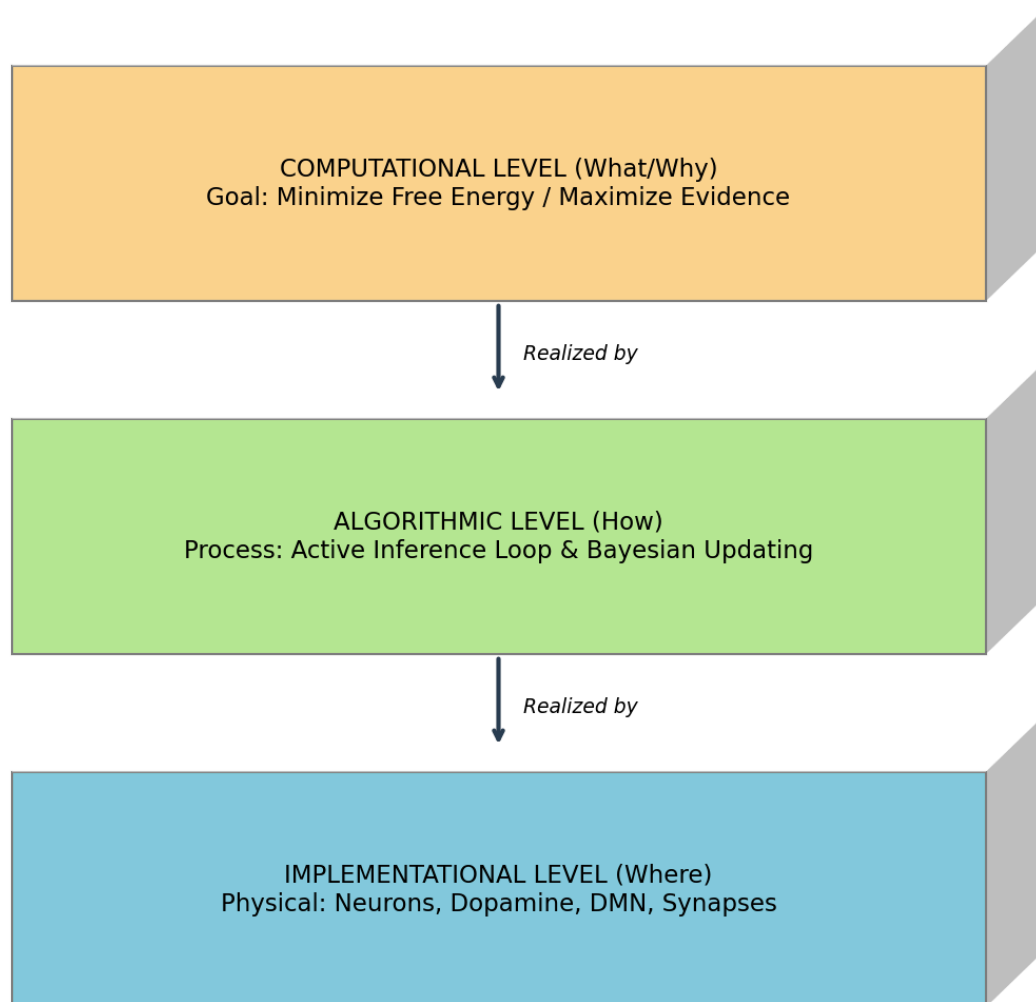 COMPUTATIONAL LEVEL (What/Why)
Goal: Minimize Free Energy / Maximize Evidence
Realized by
ALGORITHMIC LEVEL (How)
Process: Active Inference Loop & Bayesian Updating
Realized by
IMPLEMENTATIONAL LEVEL (Where)
Physical: Neurons, Dopamine, DMN, Synapses